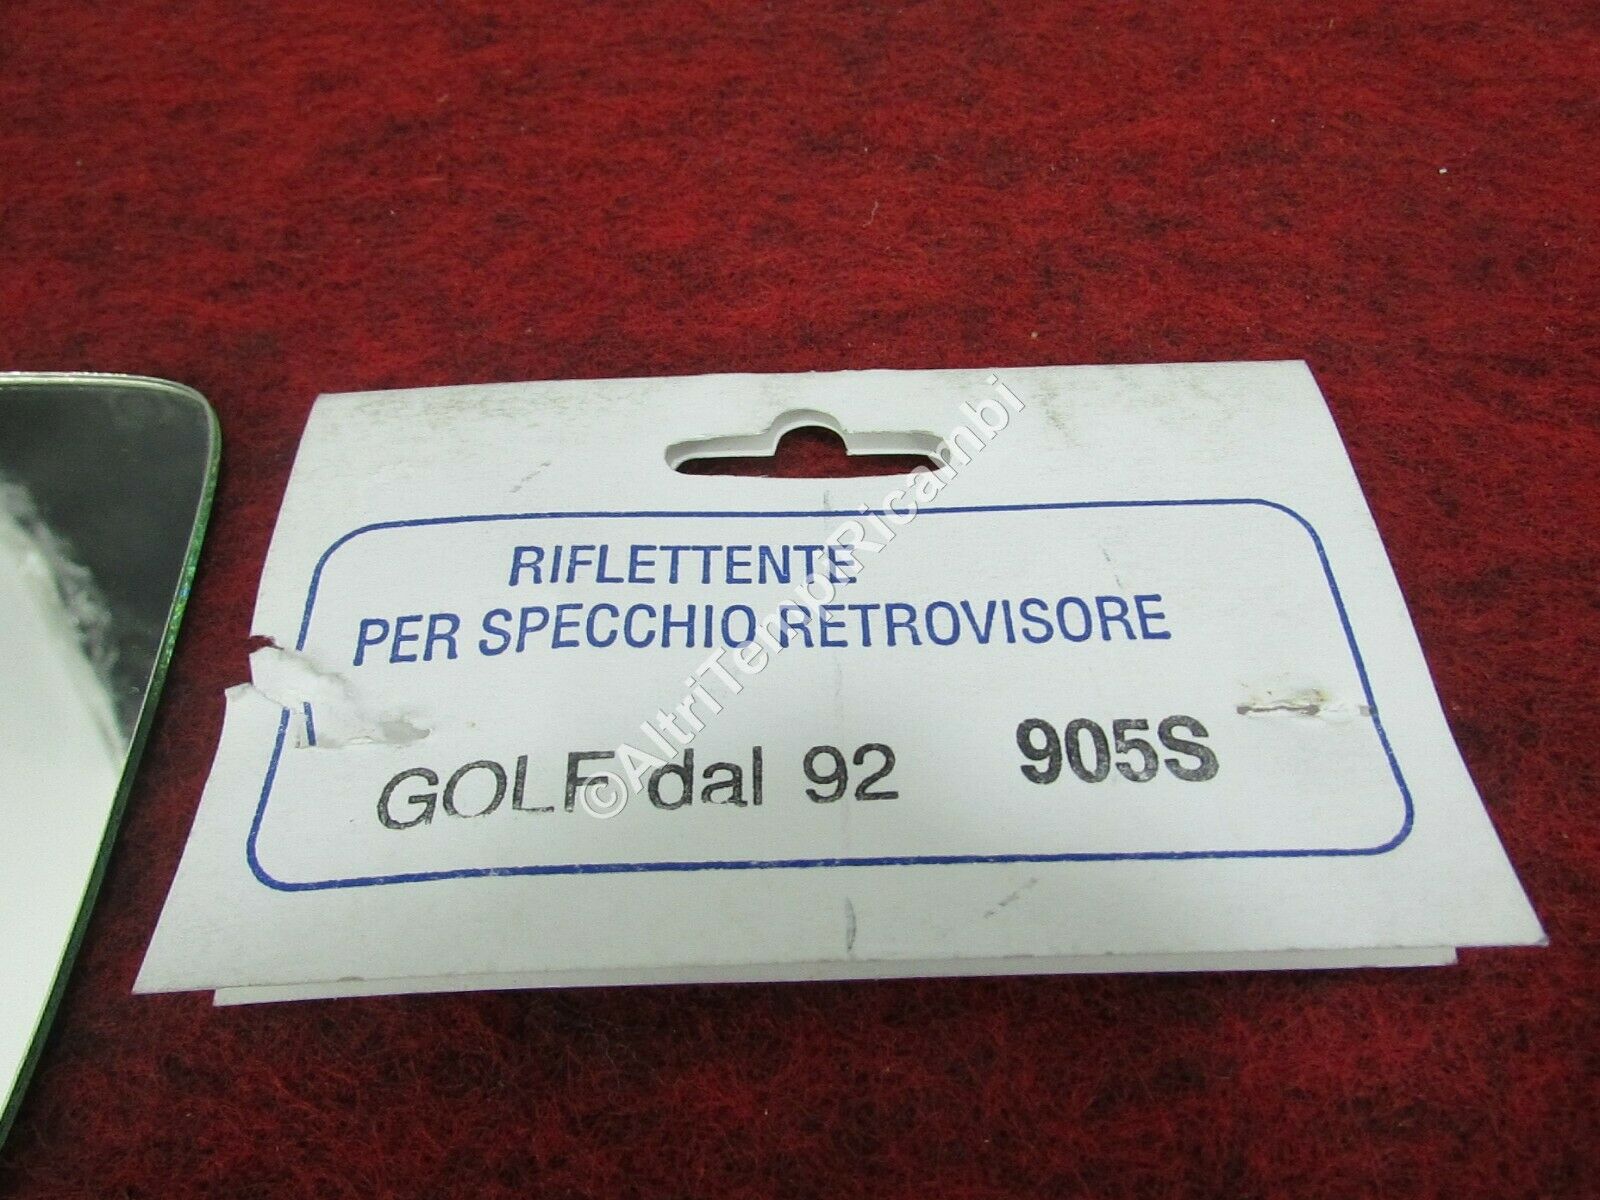 RIFLETTENTE
PER SPECCHIO RETROVISORE
GOLF dal 92 905S
©AltriTempiRicambi